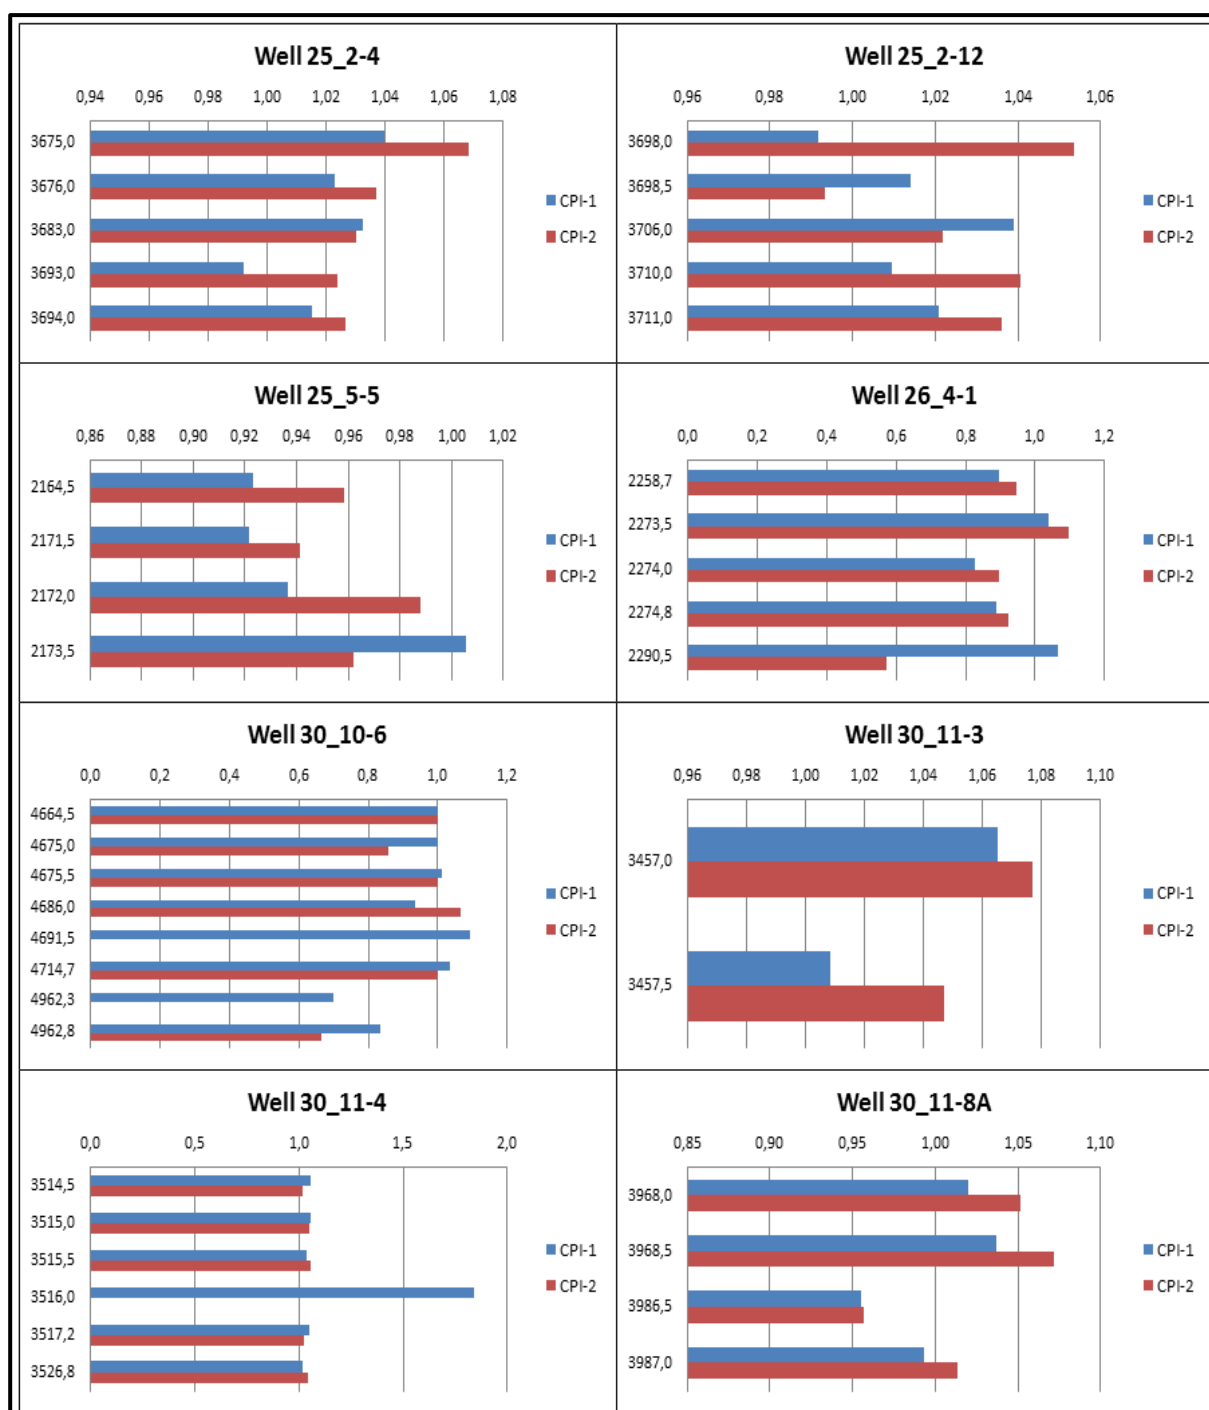 Well 25_2-4
0,94 0,96 0,98 1,00 1,02 1,04 1,06 1,08
3675,0
3676,0
3683,0
3693,0
3694,0
CPI-1
CPI-2
Well 25_2-12
0,96 0,98 1,00 1,02 1,04 1,06
3698,0
3698,5
3706,0
3710,0
3711,0
CPI-1
CPI-2
Well 25_5-5
0,86 0,88 0,90 0,92 0,94 0,96 0,98 1,00 1,02
2164,5
2171,5
2172,0
2173,5
CPI-1
CPI-2
Well 26_4-1
0,0 0,2 0,4 0,6 0,8 1,0 1,2
2258,7
2273,5
2274,0
2274,8
2290,5
CPI-1
CPI-2
Well 30_10-6
0,0 0,2 0,4 0,6 0,8 1,0 1,2
4664,5
4675,0
4675,5
4686,0
4691,5
4714,7
4962,3
4962,8
CPI-1
CPI-2
Well 30_11-3
0,96 0,98 1,00 1,02 1,04 1,06 1,08 1,10
3457,0
3457,5
CPI-1
CPI-2
Well 30_11-4
0,0 0,5 1,0 1,5 2,0
3514,5
3515,0
3515,5
3516,0
3517,2
3526,8
CPI-1
CPI-2
Well 30_11-8A
0,85 0,90 0,95 1,00 1,05 1,10
3968,0
3968,5
3986,5
3987,0
CPI-1
CPI-2